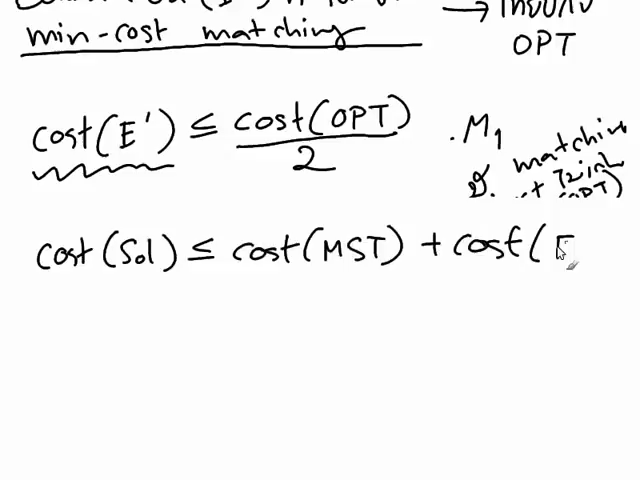 min-cost matching
OPT
cost(E') ≤ cost(OPT) / 2
. M1
matching
cost(Sol) ≤ cost(MST) + cost(